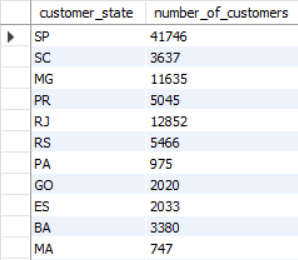 customer_state number_of_customers
SP 41746
SC 3637
MG 11635
PR 5045
RJ 12852
RS 5466
PA 975
GO 2020
ES 2033
BA 3380
MA 747